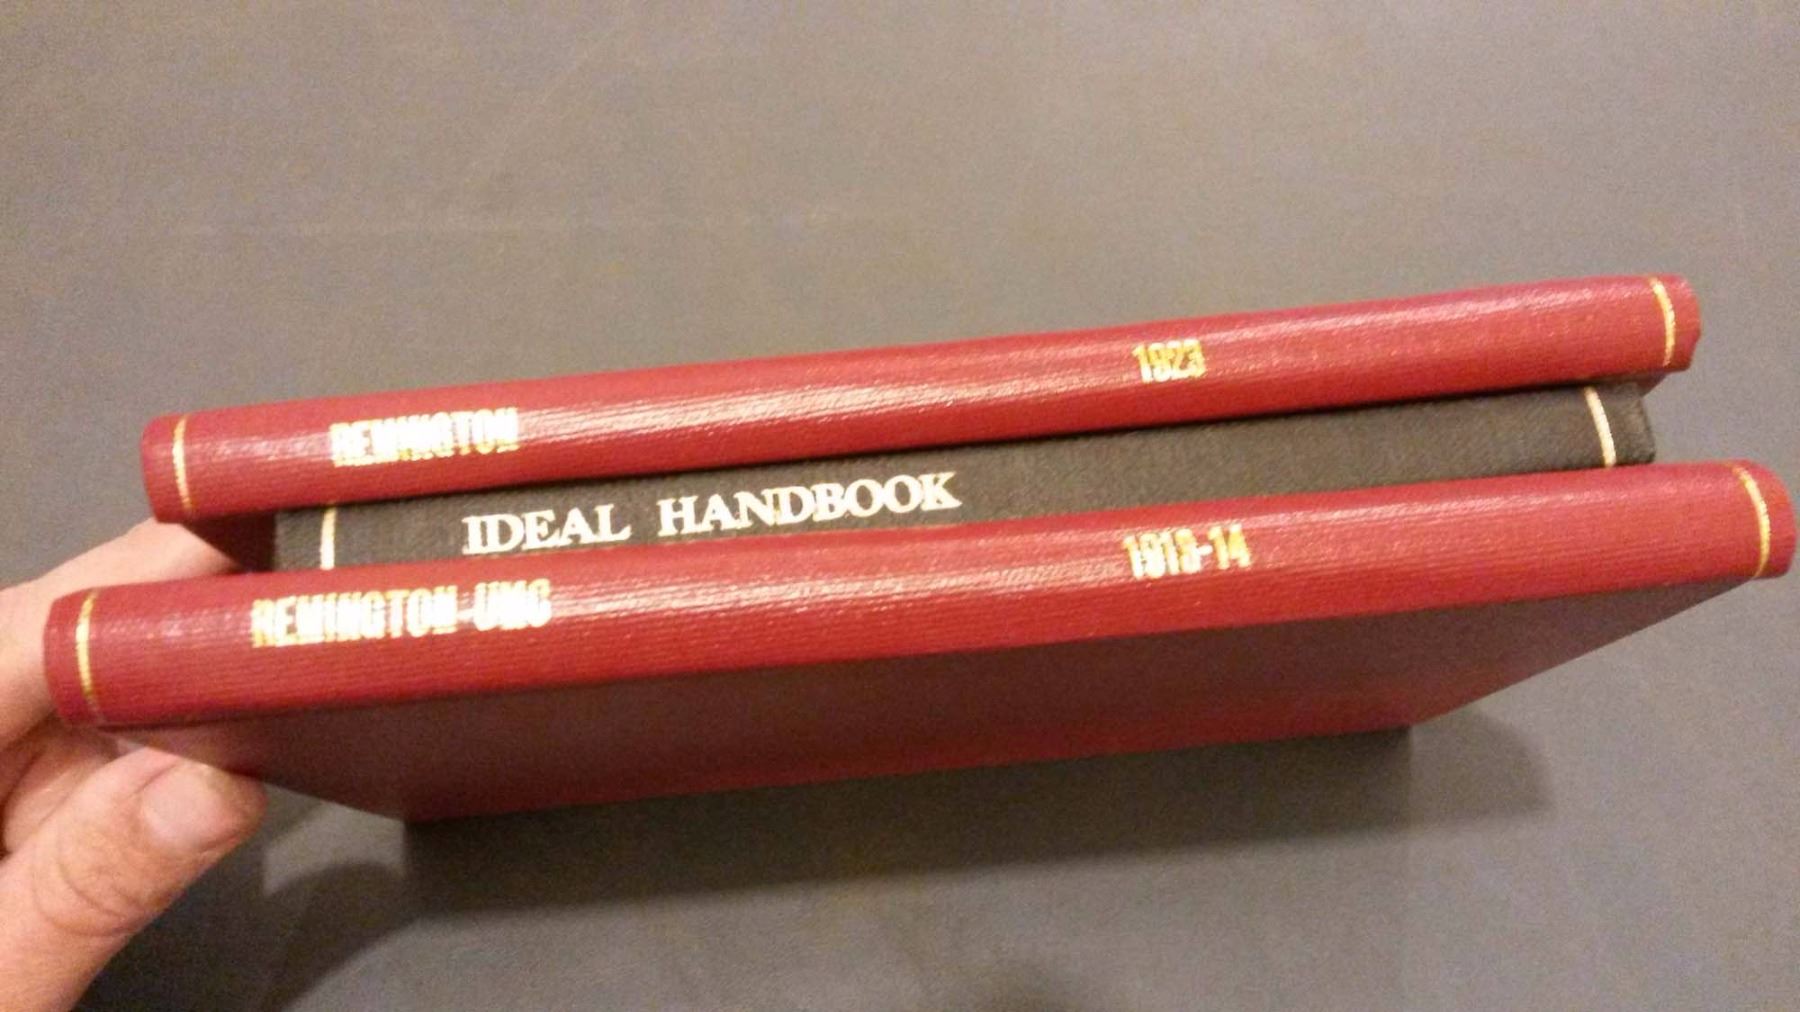 REMINGTON 1923
IDEAL HANDBOOK
REMINGTON-UMC 1913-14